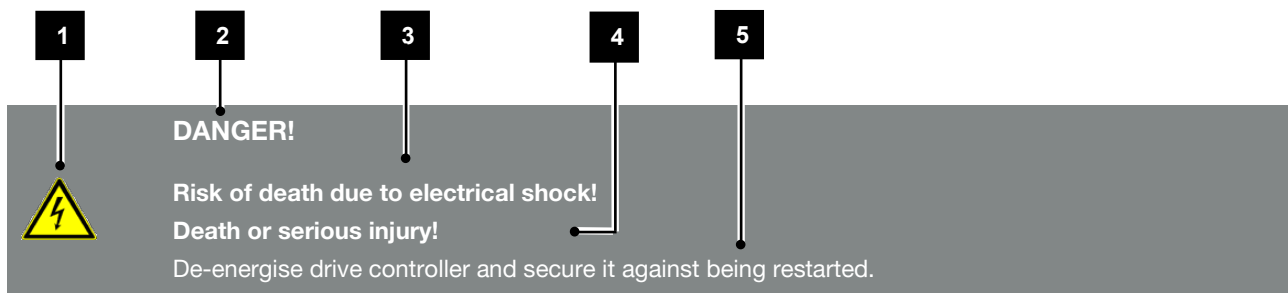 1 2 3 4 5
DANGER!
Risk of death due to electrical shock!
Death or serious injury!
De-energise drive controller and secure it against being restarted.